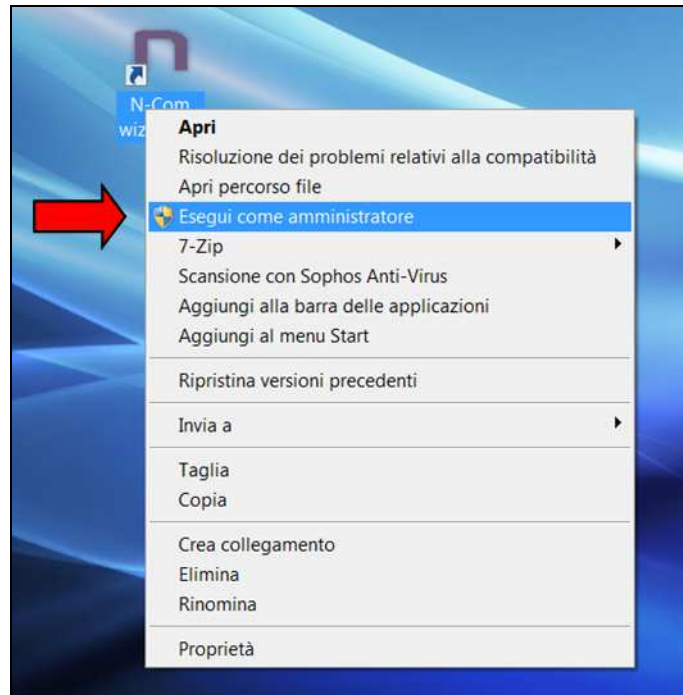 n
N-Com
wiz
Apri
Risoluzione dei problemi relativi alla compatibilità
Apri percorso file
Esegui come amministratore
7-Zip
Scansione con Sophos Anti-Virus
Aggiungi alla barra delle applicazioni
Aggiungi al menu Start
Ripristina versioni precedenti
Invia a
Taglia
Copia
Crea collegamento
Elimina
Rinomina
Proprietà